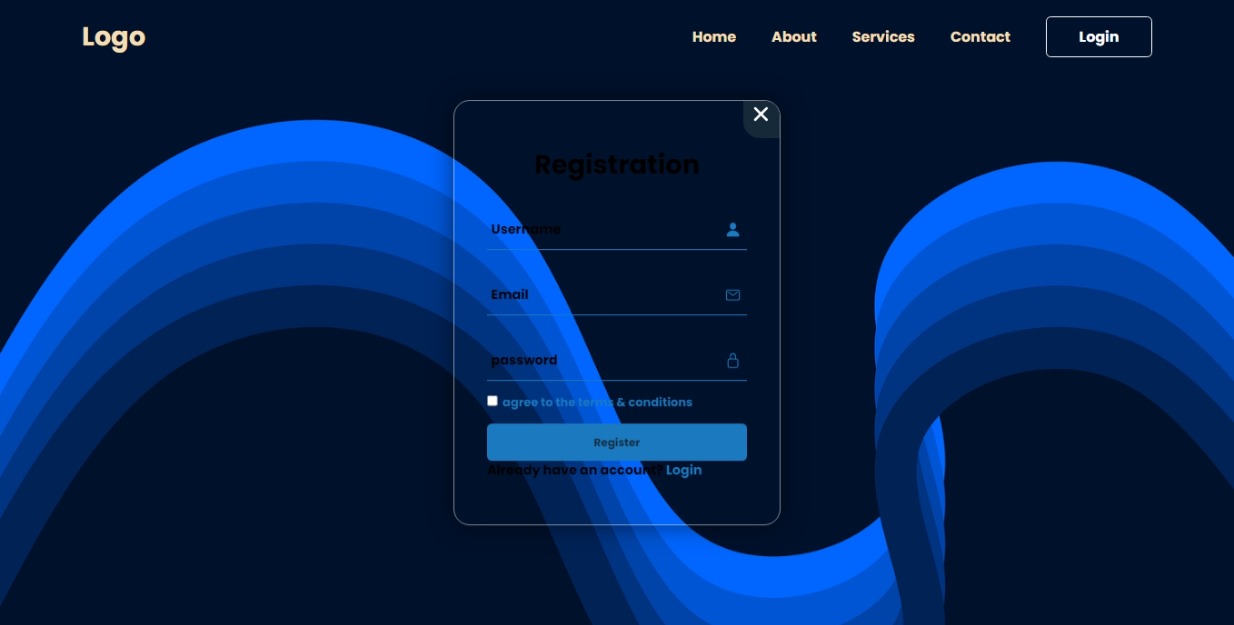 Logo
Home About Services Contact Login
Registration
Username
Email
password
agree to the terms & conditions
Register
Already have an account? Login